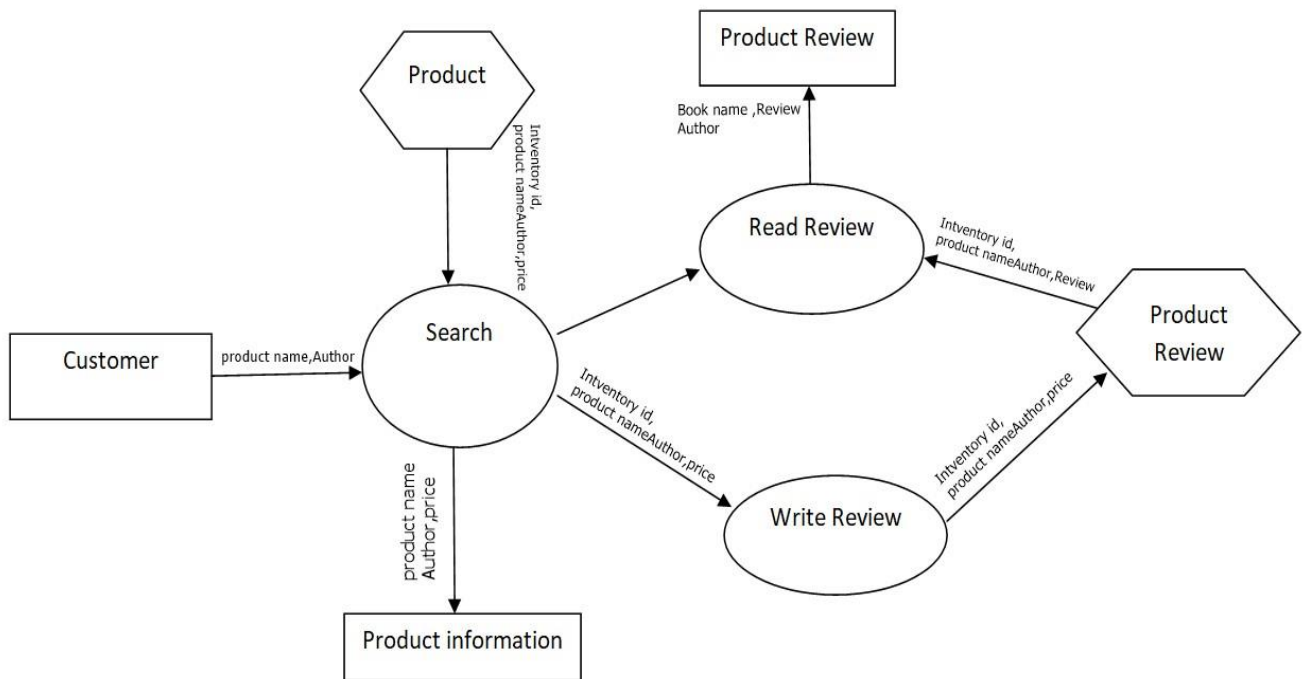 Product Review
Product
Book name ,Review
Author
Intventory id,
product nameAuthor,price
Read Review
Intventory id,
product nameAuthor,Review
Product
Review
Search
Customer
product name,Author
Intventory id,
product nameAuthor,price
Intventory id,
product nameAuthor,price
product name
Author,price
Write Review
Product information